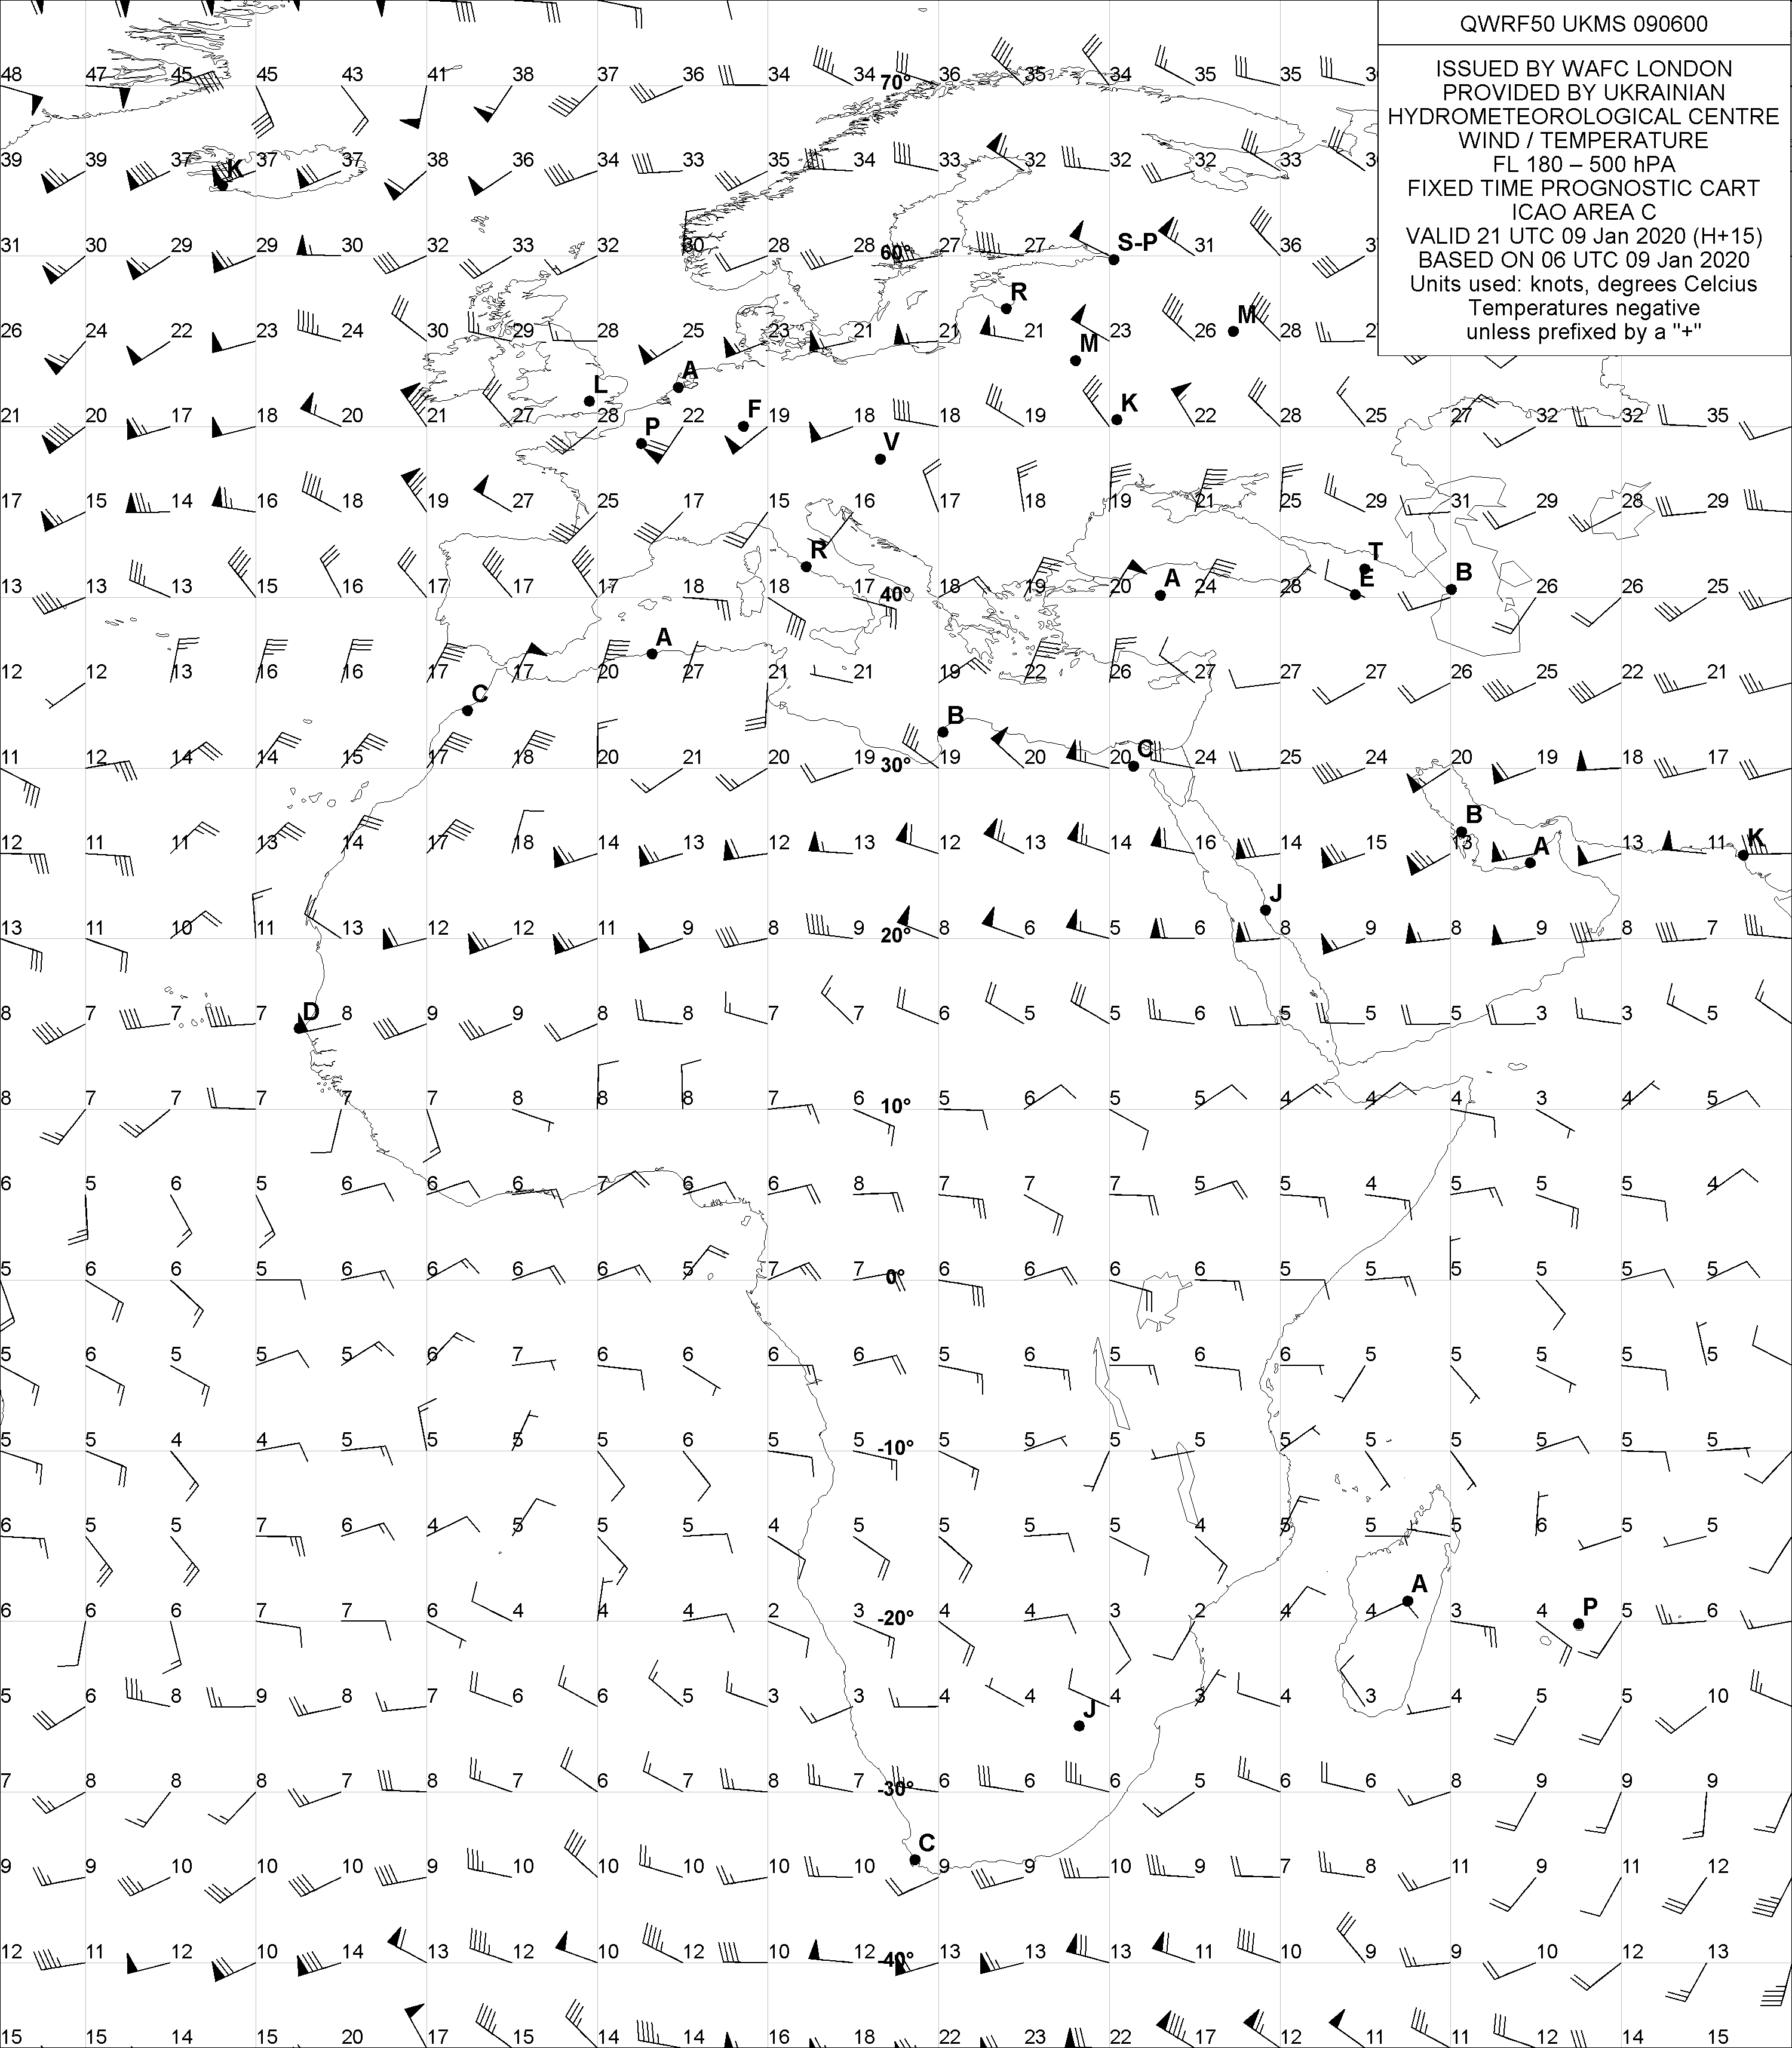 QWRF50 UKMS 090600
ISSUED BY WAFC LONDON
PROVIDED BY UKRAINIAN
HYDROMETEOROLOGICAL CENTRE
WIND / TEMPERATURE
FL 180 – 500 hPA
FIXED TIME PROGNOSTIC CART
ICAO AREA C
VALID 21 UTC 09 Jan 2020 (H+15)
BASED ON 06 UTC 09 Jan 2020
Units used: knots, degrees Celcius
Temperatures negative
unless prefixed by a "+"
48 47 45 45 43 41 38 37 36 34 34 70° 36 35 34 35 35
39 39 37 K 37 37 38 36 34 33 35 34 33 32 32 32 33
31 30 29 29 30 32 33 32 30 28 28 60° 27 27 S-P 31 36
R
26 24 22 23 24 30 29 28 25 23 21 21 21 M 23 26 M 28
L A
21 20 17 18 20 21 27 28 P 22 F 19 18 V 18 19 K 22 28 25 27 32 32 35
17 15 14 16 18 19 27 25 17 15 16 17 18 19 21 25 29 31 29 28 29
13 13 13 15 16 17 17 17 18 18 R 17 40° 18 19 A 24 28 T E B 26 26 25
12 12 13 16 16 17 17 20 A 27 21 21 19 22 26 27 27 27 26 25 22 21
C B
11 12 14 14 15 17 18 20 21 20 19 30° 19 20 20 C 24 25 24 20 19 18 17
12 11 11 13 14 17 18 14 13 12 13 12 13 14 16 14 15 B 13 A 13 11 K
J
13 11 10 11 13 12 12 11 9 8 9 20° 8 6 5 6 8 9 8 9 8 7
8 7 7 7 D 8 9 9 8 8 7 7 6 5 5 6 5 5 5 3 3 5
8 7 7 7 7 7 8 8 8 7 6 10° 5 6 5 5 4 4 4 3 4 5
6 5 6 5 6 6 6 7 6 6 8 7 7 7 5 5 4 5 5 5 4
5 6 6 5 6 6 6 6 5 7 7 0° 6 6 6 6 5 5 5 5 5 5
5 6 5 5 5 6 7 6 6 6 6 5 6 5 6 6 5 5 5 5 5
5 5 4 4 5 5 5 5 6 5 5 -10° 5 5 5 5 5 5 5 5 5 5
6 5 5 7 6 4 5 5 5 4 5 5 5 5 4 5 5 5 6 5 5
A
6 6 6 7 7 6 4 4 4 2 3 -20° 4 4 3 2 4 4 3 4 P 5 6
5 6 8 9 8 7 6 6 5 3 3 4 4 J 4 3 4 3 4 5 5 10
7 8 8 8 7 8 7 6 7 8 7 -30° 6 6 6 5 6 6 8 9 9 9
C
9 9 10 10 10 9 10 10 10 10 10 9 9 10 9 7 8 11 9 11 12
12 11 12 10 14 13 12 10 12 10 12 -40° 13 13 13 11 10 9 9 10 12 13
15 15 14 15 20 17 15 14 14 16 18 22 23 22 17 12 11 11 12 14 15